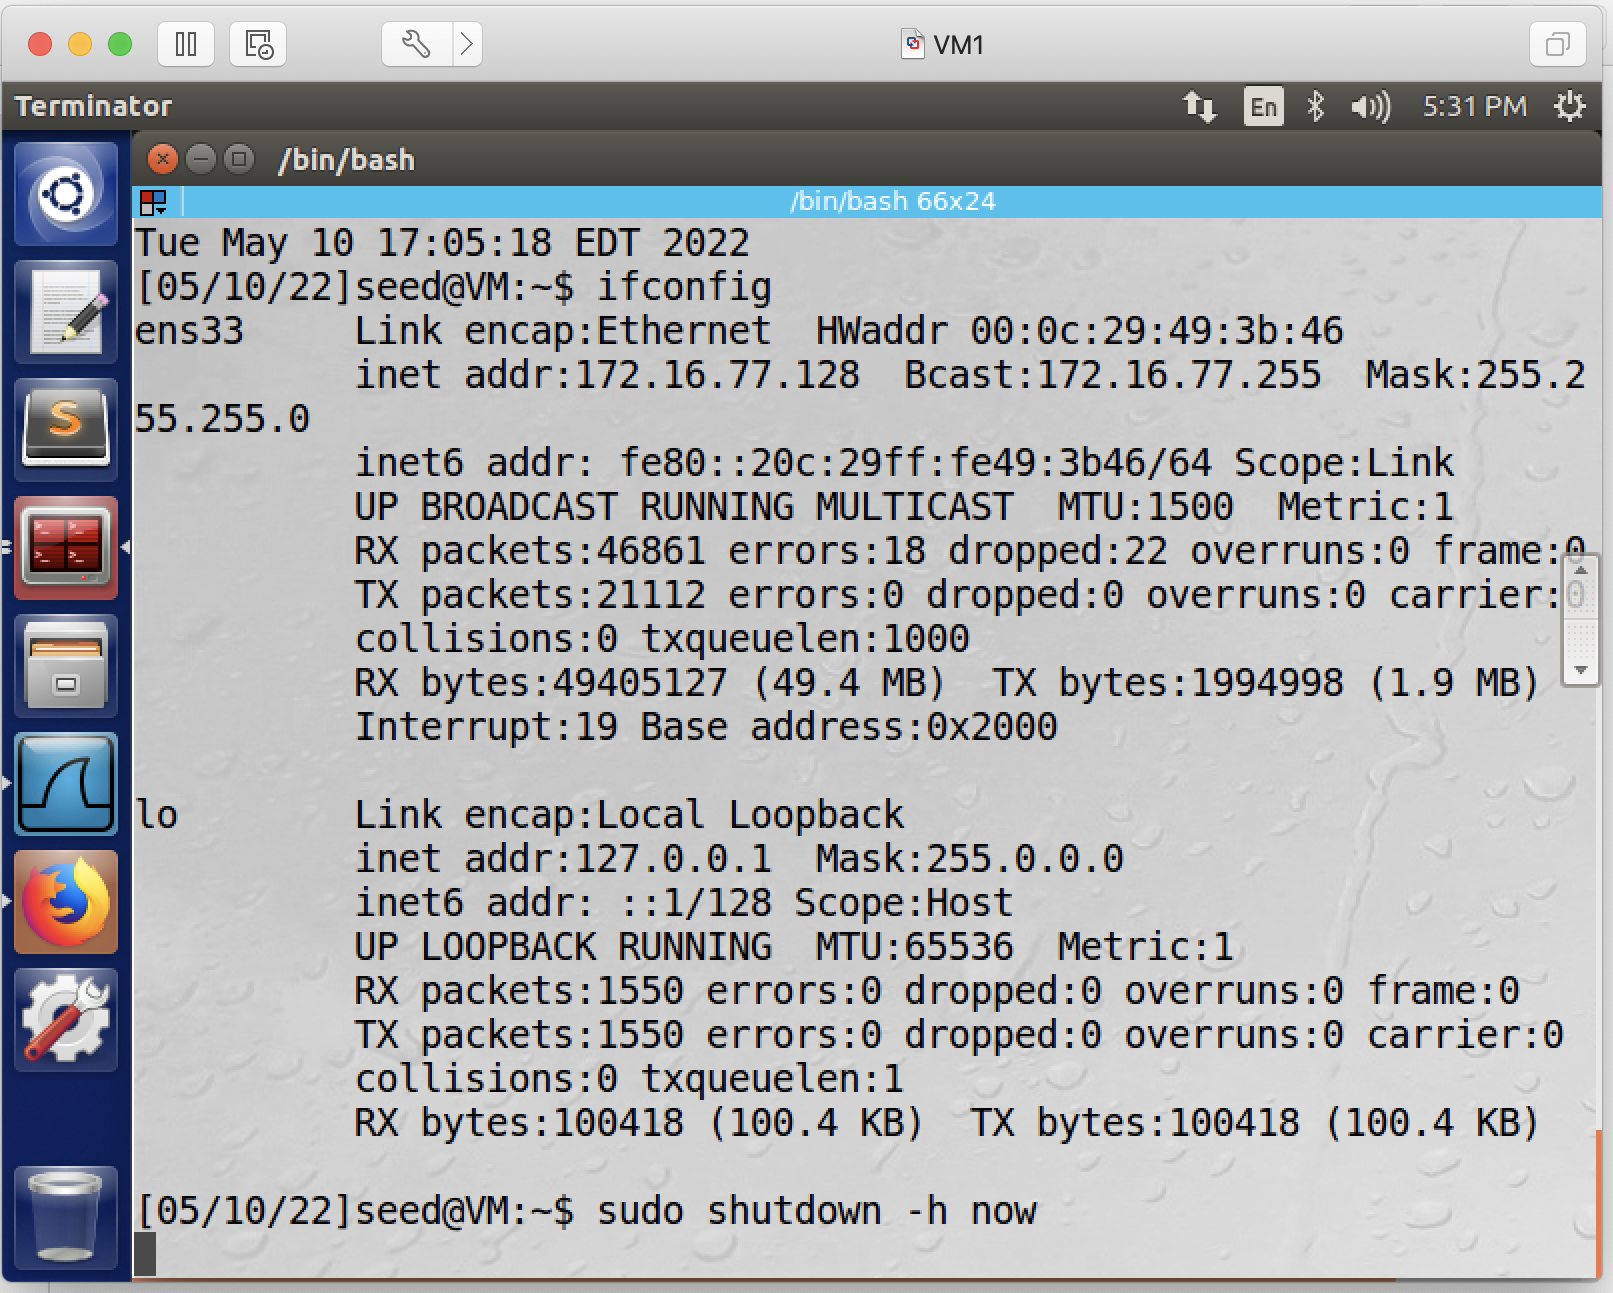 VM1
Terminator
En
5:31 PM
/bin/bash
/bin/bash 66x24
Tue May 10 17:05:18 EDT 2022
[05/10/22]seed@VM:~$ ifconfig
ens33     Link encap:Ethernet  HWaddr 00:0c:29:49:3b:46
          inet addr:172.16.77.128  Bcast:172.16.77.255  Mask:255.2
55.255.0
          inet6 addr: fe80::20c:29ff:fe49:3b46/64 Scope:Link
          UP BROADCAST RUNNING MULTICAST  MTU:1500  Metric:1
          RX packets:46861 errors:18 dropped:22 overruns:0 frame:0
          TX packets:21112 errors:0 dropped:0 overruns:0 carrier:0
          collisions:0 txqueuelen:1000
          RX bytes:49405127 (49.4 MB)  TX bytes:1994998 (1.9 MB)
          Interrupt:19 Base address:0x2000
lo        Link encap:Local Loopback
          inet addr:127.0.0.1  Mask:255.0.0.0
          inet6 addr: ::1/128 Scope:Host
          UP LOOPBACK RUNNING  MTU:65536  Metric:1
          RX packets:1550 errors:0 dropped:0 overruns:0 frame:0
          TX packets:1550 errors:0 dropped:0 overruns:0 carrier:0
          collisions:0 txqueuelen:1
          RX bytes:100418 (100.4 KB)  TX bytes:100418 (100.4 KB)
[05/10/22]seed@VM:~$ sudo shutdown -h now